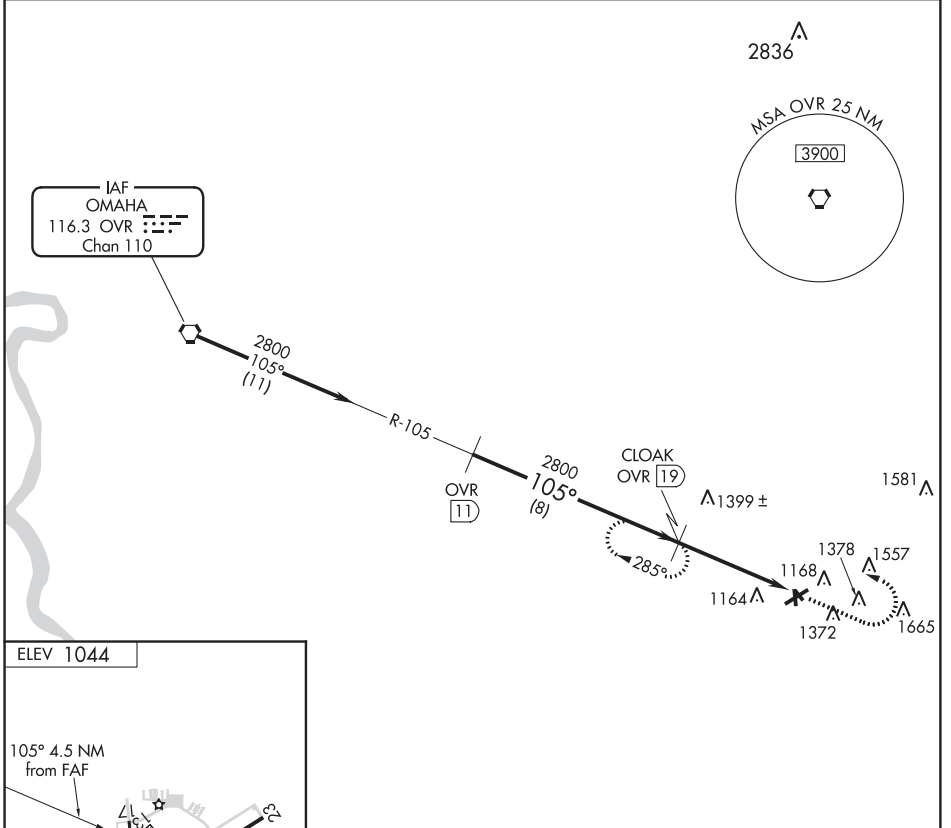 2836
MSA OVR 25 NM
3900
IAF
OMAHA
116.3 OVR
Chan 110
2800
105°
(11)
R-105
OVR
11
2800
105°
(8)
CLOAK
OVR 19
1399 ±
1581
285°
1378
1557
1168
1164
1372
1665
ELEV 1044
105° 4.5 NM
from FAF
17
23